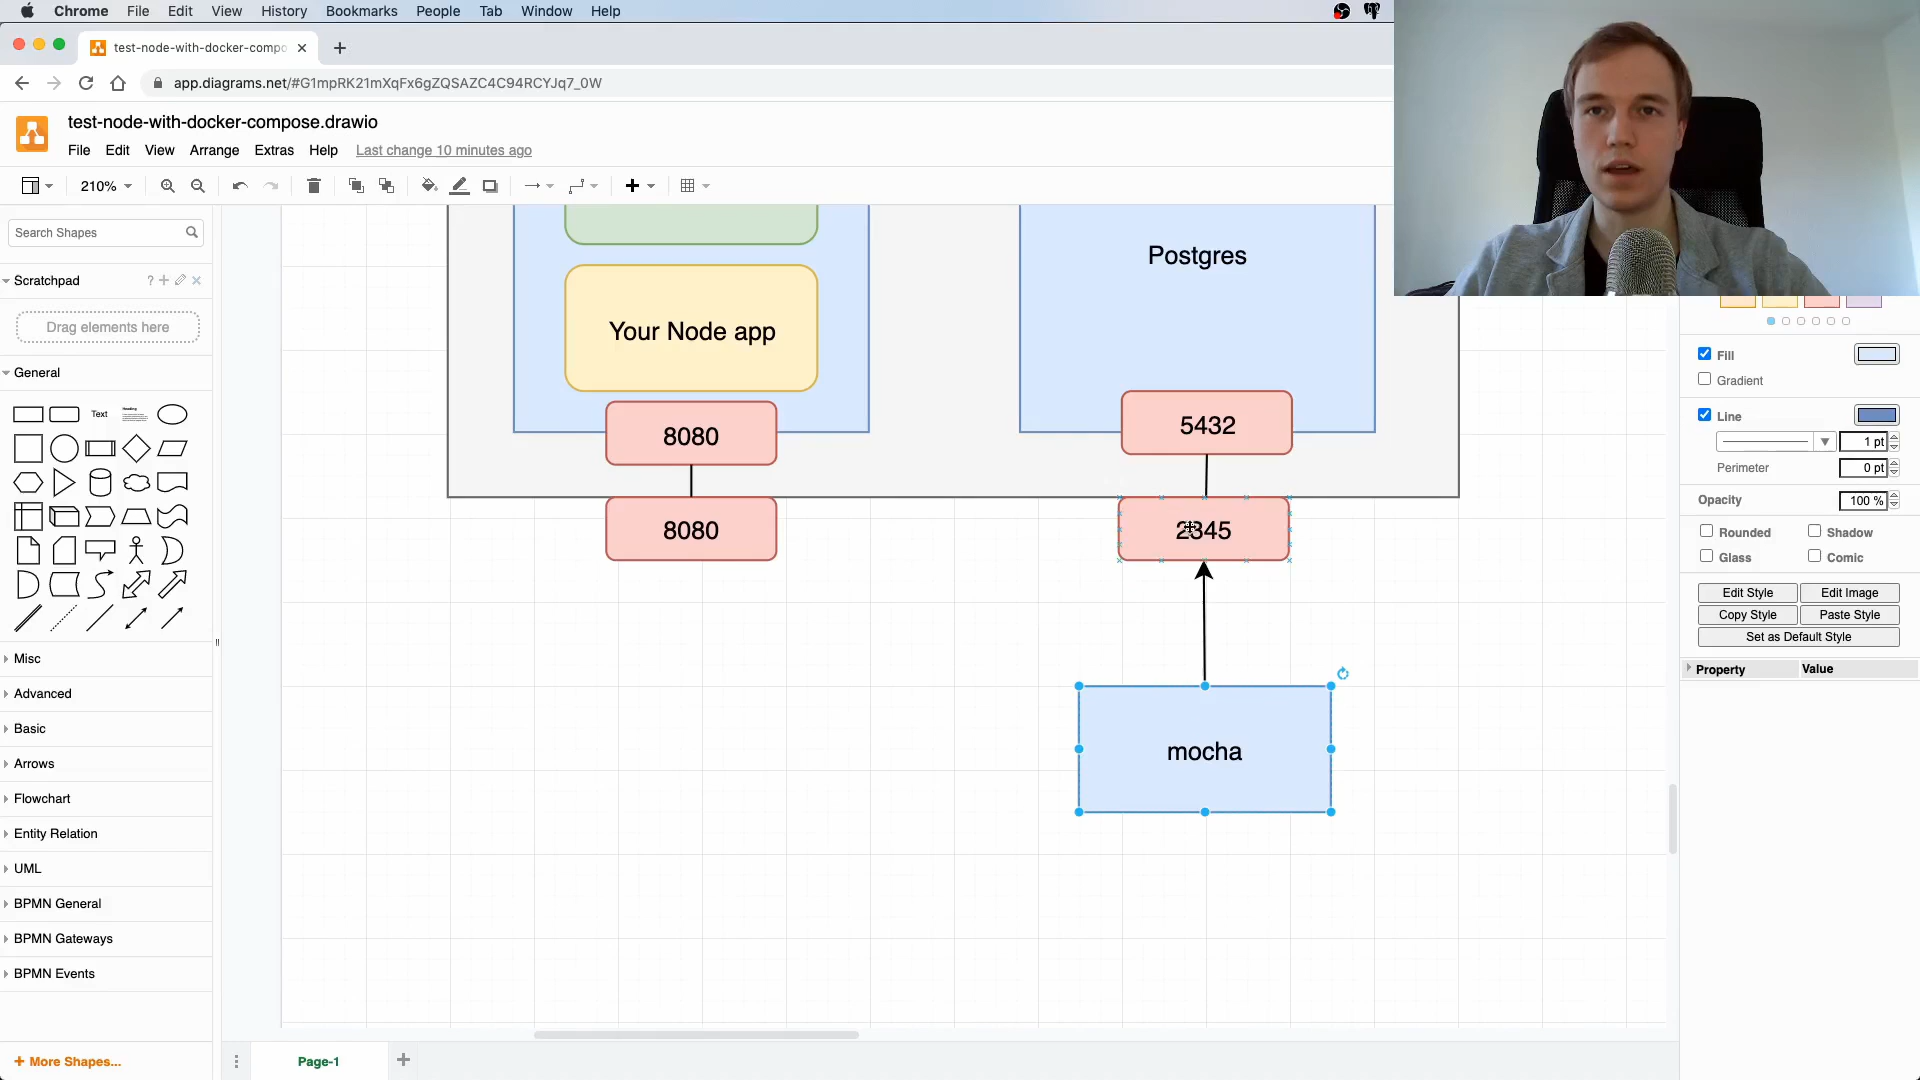 Chrome File Edit View History Bookmarks People Tab Window Help
test-node-with-docker-compo
app.diagrams.net/#G1mpRK21mXqFx6gZQSAZC4C94RCYJq7_0W
test-node-with-docker-compose.drawio
File Edit View Arrange Extras Help Last change 10 minutes ago
210%
Search Shapes
Scratchpad
?
Drag elements here
General
Text
Heading
Misc
Advanced
Basic
Arrows
Flowchart
Entity Relation
UML
BPMN General
BPMN Gateways
BPMN Events
+ More Shapes...
Postgres
Your Node app
8080
5432
8080
2345
mocha
Page-1
Fill
Gradient
Line
1 pt
Perimeter 0 pt
Opacity 100 %
Rounded Shadow
Glass Comic
Edit Style Edit Image
Copy Style Paste Style
Set as Default Style
Property Value